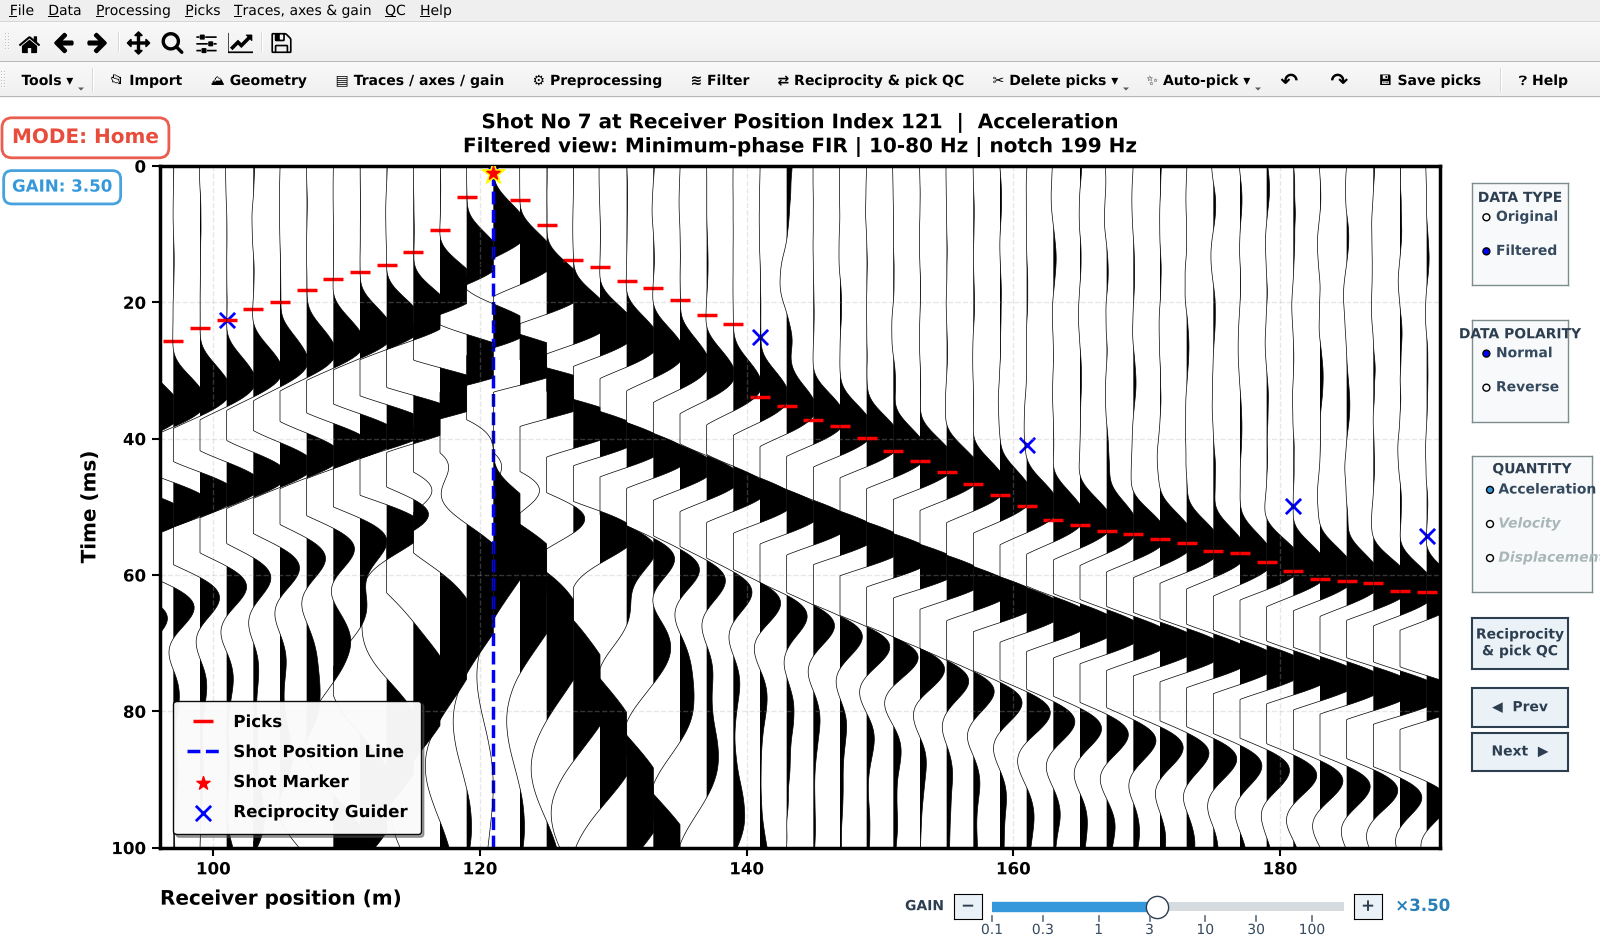 File Data Processing Picks Traces, axes & gain QC Help
Tools ▾ Import Geometry Traces / axes / gain Preprocessing Filter Reciprocity & pick QC Delete picks ▾ Auto-pick ▾ Save picks ? Help
Shot No 7 at Receiver Position Index 121 | Acceleration
Filtered view: Minimum-phase FIR | 10-80 Hz | notch 199 Hz
MODE: Home
GAIN: 3.50
0
20
40
60
80
100
Time (ms)
100 120 140 160 180
Receiver position (m)
Picks
Shot Position Line
Shot Marker
Reciprocity Guider
DATA TYPE
Original
Filtered
DATA POLARITY
Normal
Reverse
QUANTITY
Acceleration
Velocity
Displacement
Reciprocity
& pick QC
◀ Prev
Next ▶
GAIN − + ×3.50
0.1 0.3 1 3 10 30 100